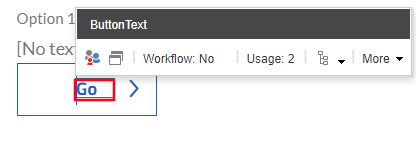 Option 1
ButtonText
[No tex
Workflow: No Usage: 2 More
Go